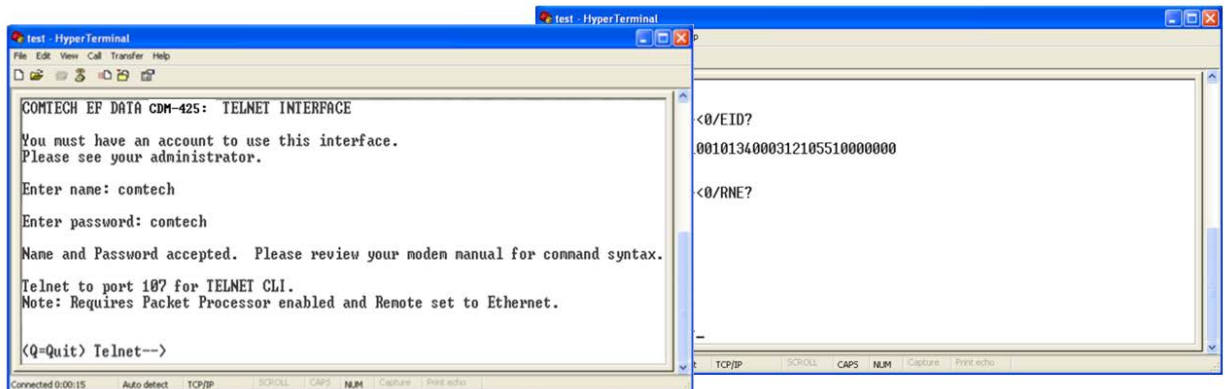 test - HyperTerminal
File Edit View Call Transfer Help
COMTECH EF DATA CDM-425: TELNET INTERFACE
You must have an account to use this interface.
Please see your administrator.
Enter name: comtech
Enter password: comtech
Name and Password accepted. Please review your modem manual for command syntax.
Telnet to port 107 for TELNET CLI.
Note: Requires Packet Processor enabled and Remote set to Ethernet.
(Q=Quit) Telnet-->
Connected 0:00:15 Auto detect TCP/IP SCROLL CAPS NUM Capture Print echo
test - HyperTerminal
<0/EID?
0010134000312105510000000
<0/RNE?
TCP/IP SCROLL CAPS NUM Capture Print echo